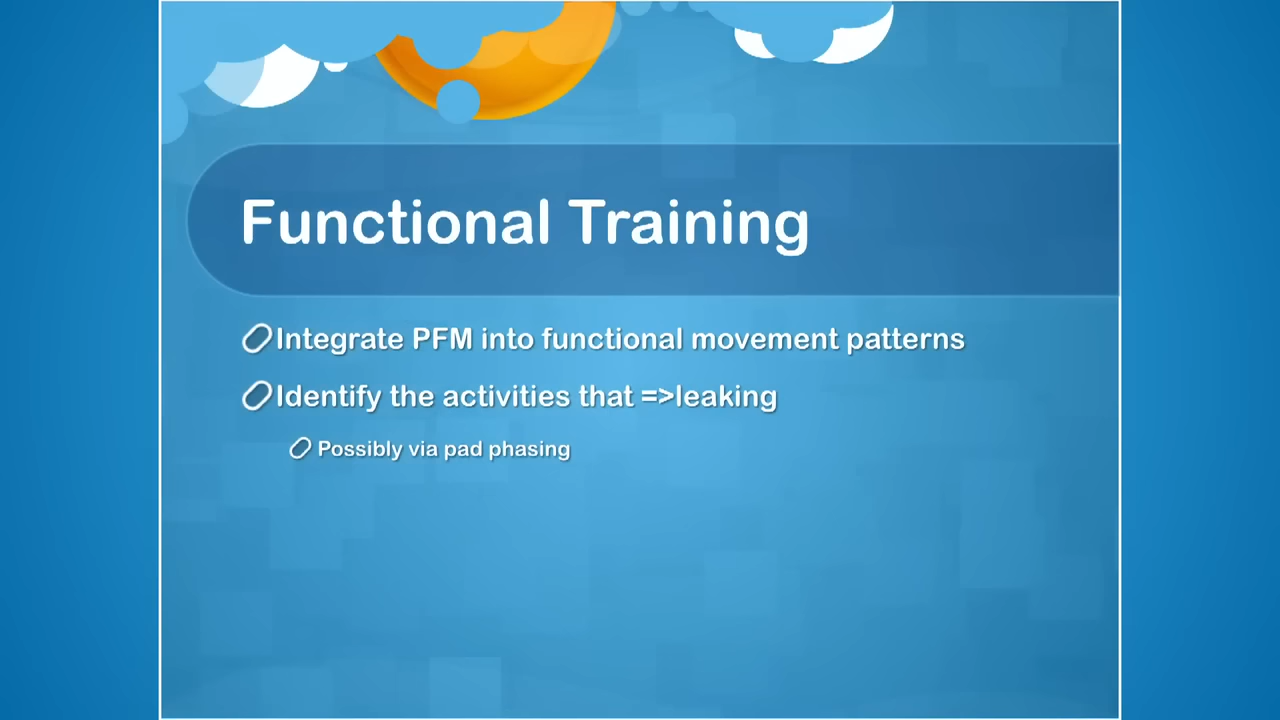 Functional Training
Integrate PFM into functional movement patterns
Identify the activities that =>leaking
Possibly via pad phasing